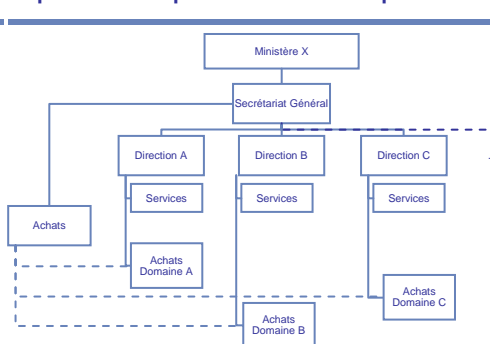 Ministère X
Secrétariat Général
Direction A
Direction B
Direction C
Services
Services
Services
Achats
Achats
Domaine A
Achats
Domaine C
Achats
Domaine B